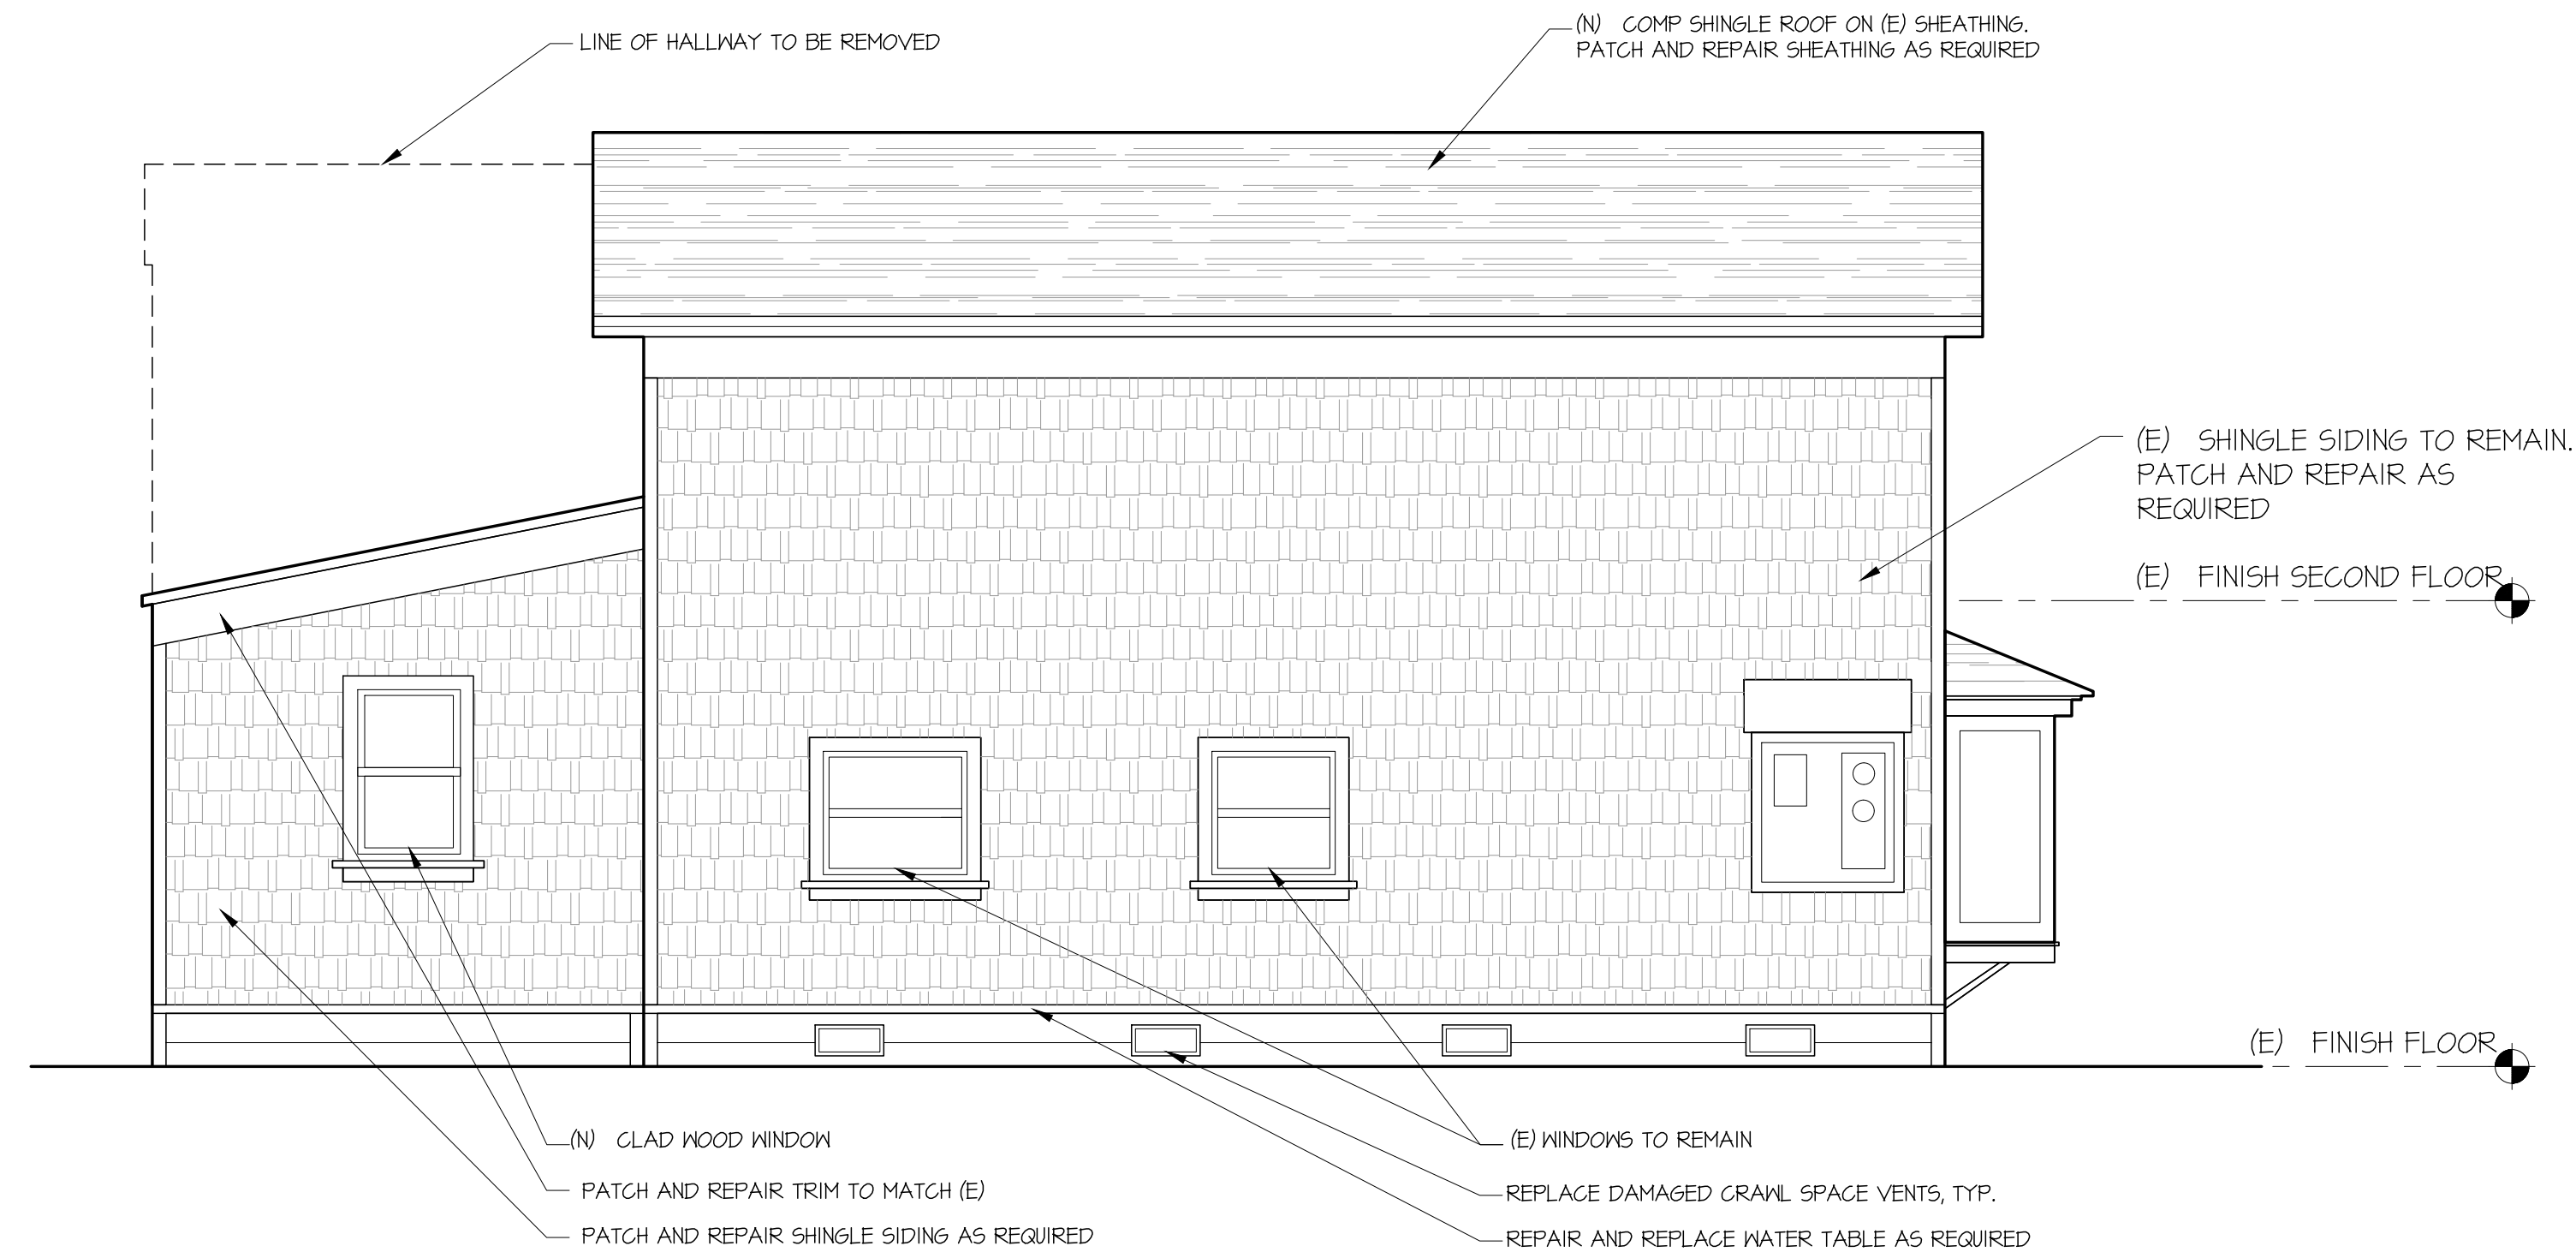 LINE OF HALLWAY TO BE REMOVED
(N) COMP SHINGLE ROOF ON (E) SHEATHING.
PATCH AND REPAIR SHEATHING AS REQUIRED
(E) SHINGLE SIDING TO REMAIN.
PATCH AND REPAIR AS
REQUIRED
(E) FINISH SECOND FLOOR
(E) FINISH FLOOR
(N) CLAD WOOD WINDOW
PATCH AND REPAIR TRIM TO MATCH (E)
PATCH AND REPAIR SHINGLE SIDING AS REQUIRED
(E) WINDOWS TO REMAIN
REPLACE DAMAGED CRAWL SPACE VENTS, TYP.
REPAIR AND REPLACE WATER TABLE AS REQUIRED